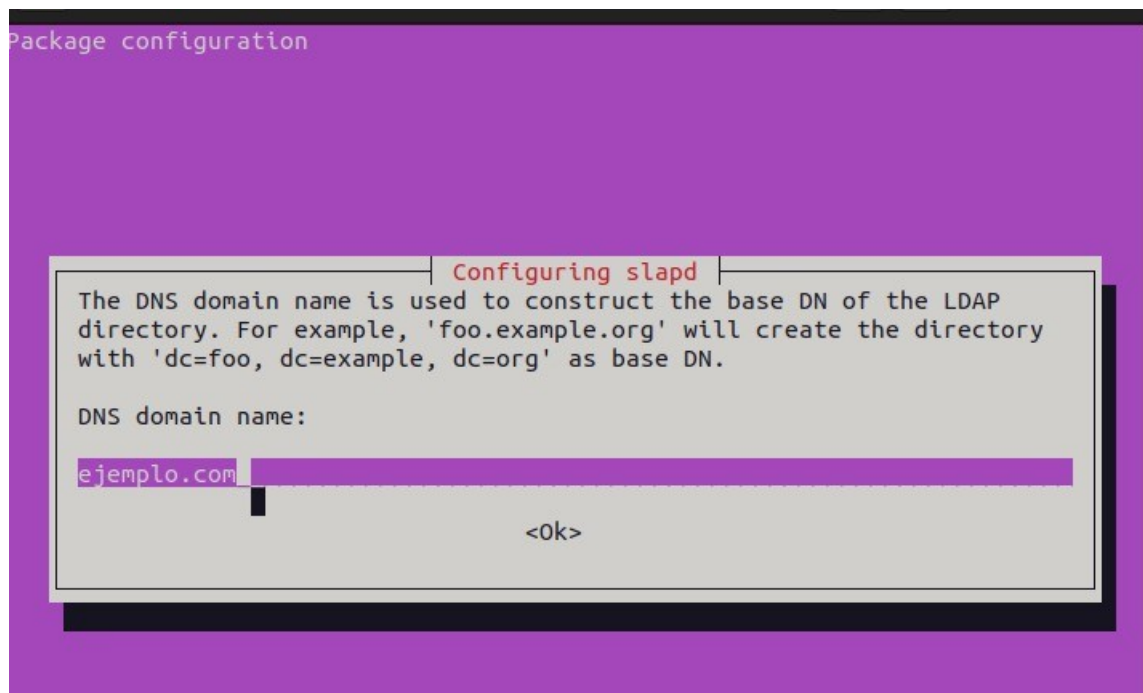 Package configuration
Configuring slapd
The DNS domain name is used to construct the base DN of the LDAP
directory. For example, 'foo.example.org' will create the directory
with 'dc=foo, dc=example, dc=org' as base DN.
DNS domain name:
ejemplo.com
<Ok>